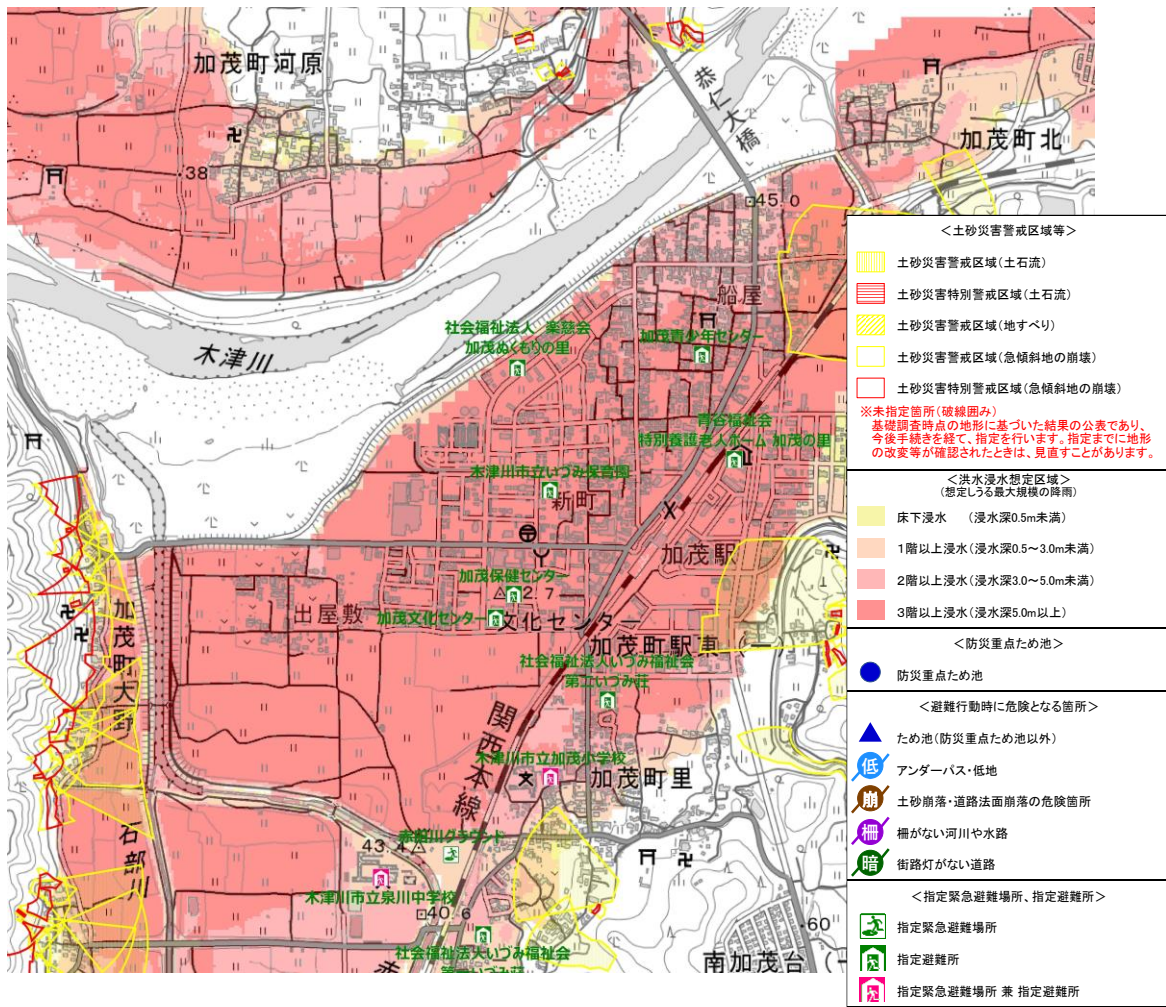 加茂町河原
恭仁大橋
加茂町北
38
45.0
木津川
船屋
社会福祉法人 楽慈会
加茂ぬくもりの里
加茂青少年センター
青谷福祉会
特別養護老人ホーム 加茂の里
木津川市立いづみ保育園
新町
加茂駅
加茂保健センター
2.7
出屋敷
加茂文化センター
文化センター
加茂町駅東(一)
加茂町大野
社会福祉法人いづみ福祉会
関西本線
木津川市立加茂小学校
加茂町里
石部川
赤田川グラウンド
43.4
木津川市立泉川中学校
40.6
社会福祉法人いづみ福祉会
60
南加茂台
<土砂災害警戒区域等>
土砂災害警戒区域(土石流)
土砂災害特別警戒区域(土石流)
土砂災害警戒区域(地すべり)
土砂災害警戒区域(急傾斜地の崩壊)
土砂災害特別警戒区域(急傾斜地の崩壊)
※未指定箇所(破線囲み)
基礎調査時点の地形に基づいた結果の公表であり、
今後手続きを経て、指定を行います。指定までに地形
の改変等が確認されたときは、見直すことがあります。
<洪水浸水想定区域>
(想定しうる最大規模の降雨)
床下浸水 (浸水深0.5m未満)
1階以上浸水(浸水深0.5～3.0m未満)
2階以上浸水(浸水深3.0～5.0m未満)
3階以上浸水(浸水深5.0m以上)
<防災重点ため池>
防災重点ため池
<避難行動時に危険となる箇所>
ため池(防災重点ため池以外)
低 アンダーパス・低地
崩 土砂崩落・道路法面崩落の危険箇所
柵 柵がない河川や水路
暗 街路灯がない道路
<指定緊急避難場所、指定避難所>
指定緊急避難場所
指定避難所
指定緊急避難場所 兼 指定避難所